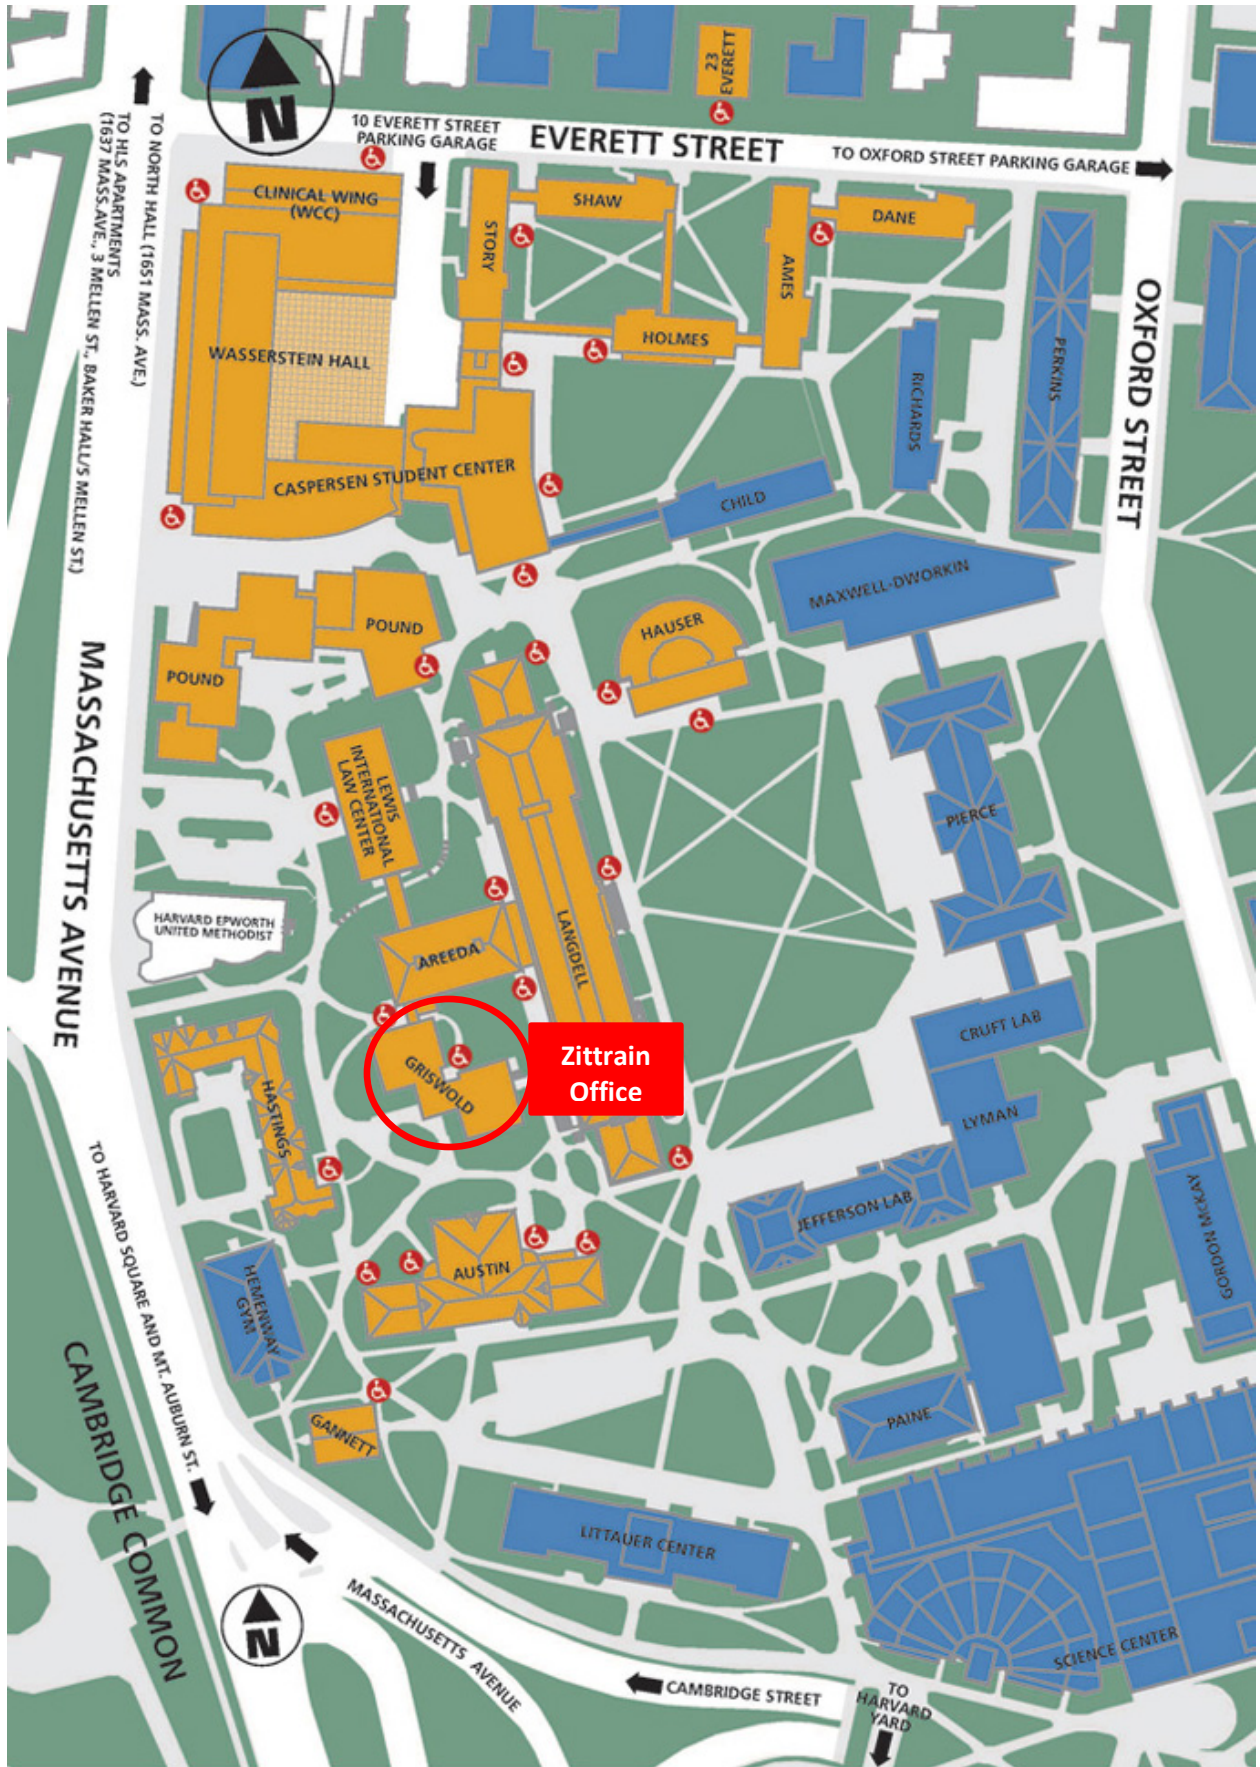 N
23
EVERETT
10 EVERETT STREET
PARKING GARAGE
EVERETT STREET
TO OXFORD STREET PARKING GARAGE
TO NORTH HALL (1651 MASS. AVE.)
TO HLS APARTMENTS
(1637 MASS.AVE., 3 MELLEN ST., BAKER HALL/5 MELLEN ST.)
CLINICAL WING
(WCC)
STORY
SHAW
AMES
DANE
HOLMES
WASSERSTEIN HALL
CASPERSEN STUDENT CENTER
RICHARDS
PERKINS
OXFORD STREET
CHILD
MAXWELL-DWORKIN
POUND
POUND
HAUSER
MASSACHUSETTS AVENUE
LEWIS
INTERNATIONAL
LAW CENTER
PIERCE
HARVARD EPWORTH
UNITED METHODIST
AREEDA
LANGDELL
CRUFT LAB
GRISWOLD
Zittrain
Office
HASTINGS
LYMAN
JEFFERSON LAB
GORDON MCKAY
TO HARVARD SQUARE AND MT. AUBURN ST.
HEMENWAY
GYM
AUSTIN
CAMBRIDGE COMMON
GANNETT
PAINE
LITTAUER CENTER
SCIENCE CENTER
N
MASSACHUSETTS AVENUE
CAMBRIDGE STREET
TO
HARVARD
YARD